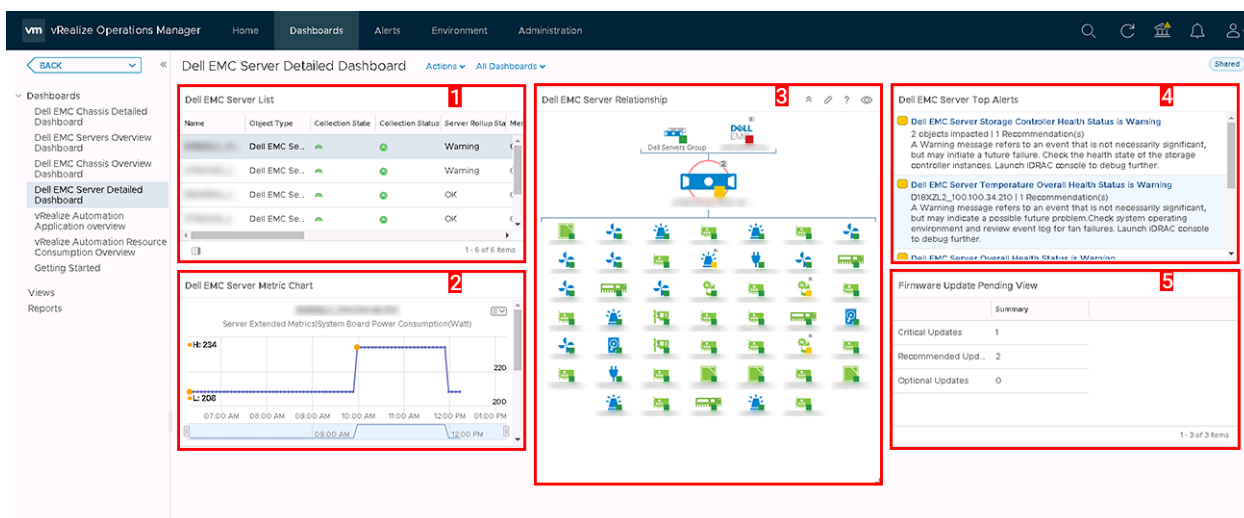 vm vRealize Operations Manager Home Dashboards Alerts Environment Administration
BACK
Dell EMC Server Detailed Dashboard Actions All Dashboards Shared
Dashboards
Dell EMC Chassis Detailed
Dashboard
Dell EMC Servers Overview
Dashboard
Dell EMC Chassis Overview
Dashboard
Dell EMC Server Detailed
Dashboard
vRealize Automation
Application overview
vRealize Automation Resource
Consumption Overview
Getting Started
Views
Reports
Dell EMC Server List 1
Name Object Type Collection State Collection Status Server Rollup Sta
Dell EMC Se.. Warning
Dell EMC Se.. Warning
Dell EMC Se.. OK
Dell EMC Se.. OK
1 - 6 of 6 items
Dell EMC Server Metric Chart 2
Server Extended Metrics|System Board Power Consumption(Watt)
H: 234
220
L: 208
200
07:00 AM 08:00 AM 09:00 AM 10:00 AM 11:00 AM 12:00 PM 01:00 PM
09:00 AM 12:00 PM
Dell EMC Server Relationship 3
DELL
EMC
Dell Servers Group
2
Dell EMC Server Top Alerts 4
Dell EMC Server Storage Controller Health Status is Warning
2 objects impacted | 1 Recommendation(s)
A Warning message refers to an event that is not necessarily significant,
but may initiate a future failure. Check the health state of the storage
controller instances. Launch iDRAC console to debug further.
Dell EMC Server Temperature Overall Health Status is Warning
D18XZL2_100.100.34.210 | 1 Recommendation(s)
A Warning message refers to an event that is not necessarily significant,
but may indicate a possible future problem.Check system operating
environment and review event log for fan failures. Launch iDRAC console
to debug further.
Dell EMC Server Overall Health Status is Warning
Firmware Update Pending View 5
Summary
Critical Updates 1
Recommended Upd... 2
Optional Updates 0
1 - 3 of 3 items